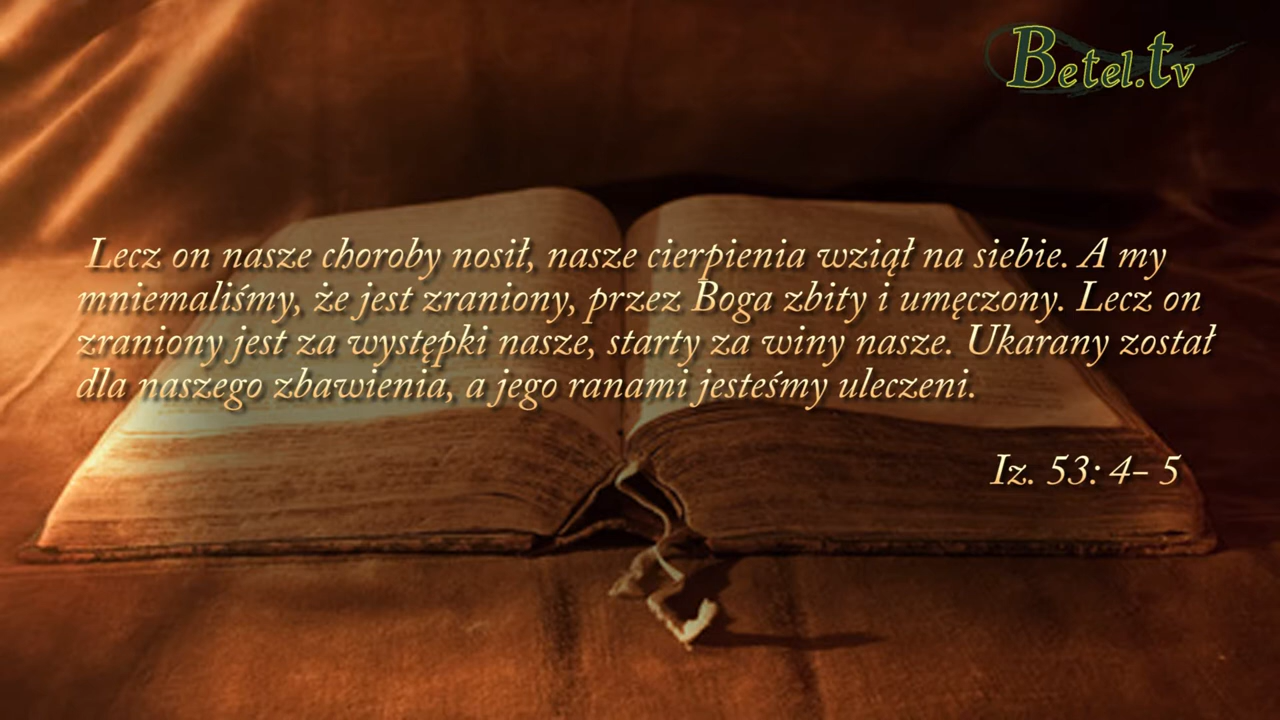 Betel.tv
Lecz on nasze choroby nosił, nasze cierpienia wziął na siebie. A my
mniemaliśmy, że jest zraniony, przez Boga zbity i umęczony. Lecz on
zraniony jest za występki nasze, starty za winy nasze. Ukarany został
dla naszego zbawienia, a jego ranami jesteśmy uleczeni.
Iz. 53: 4- 5